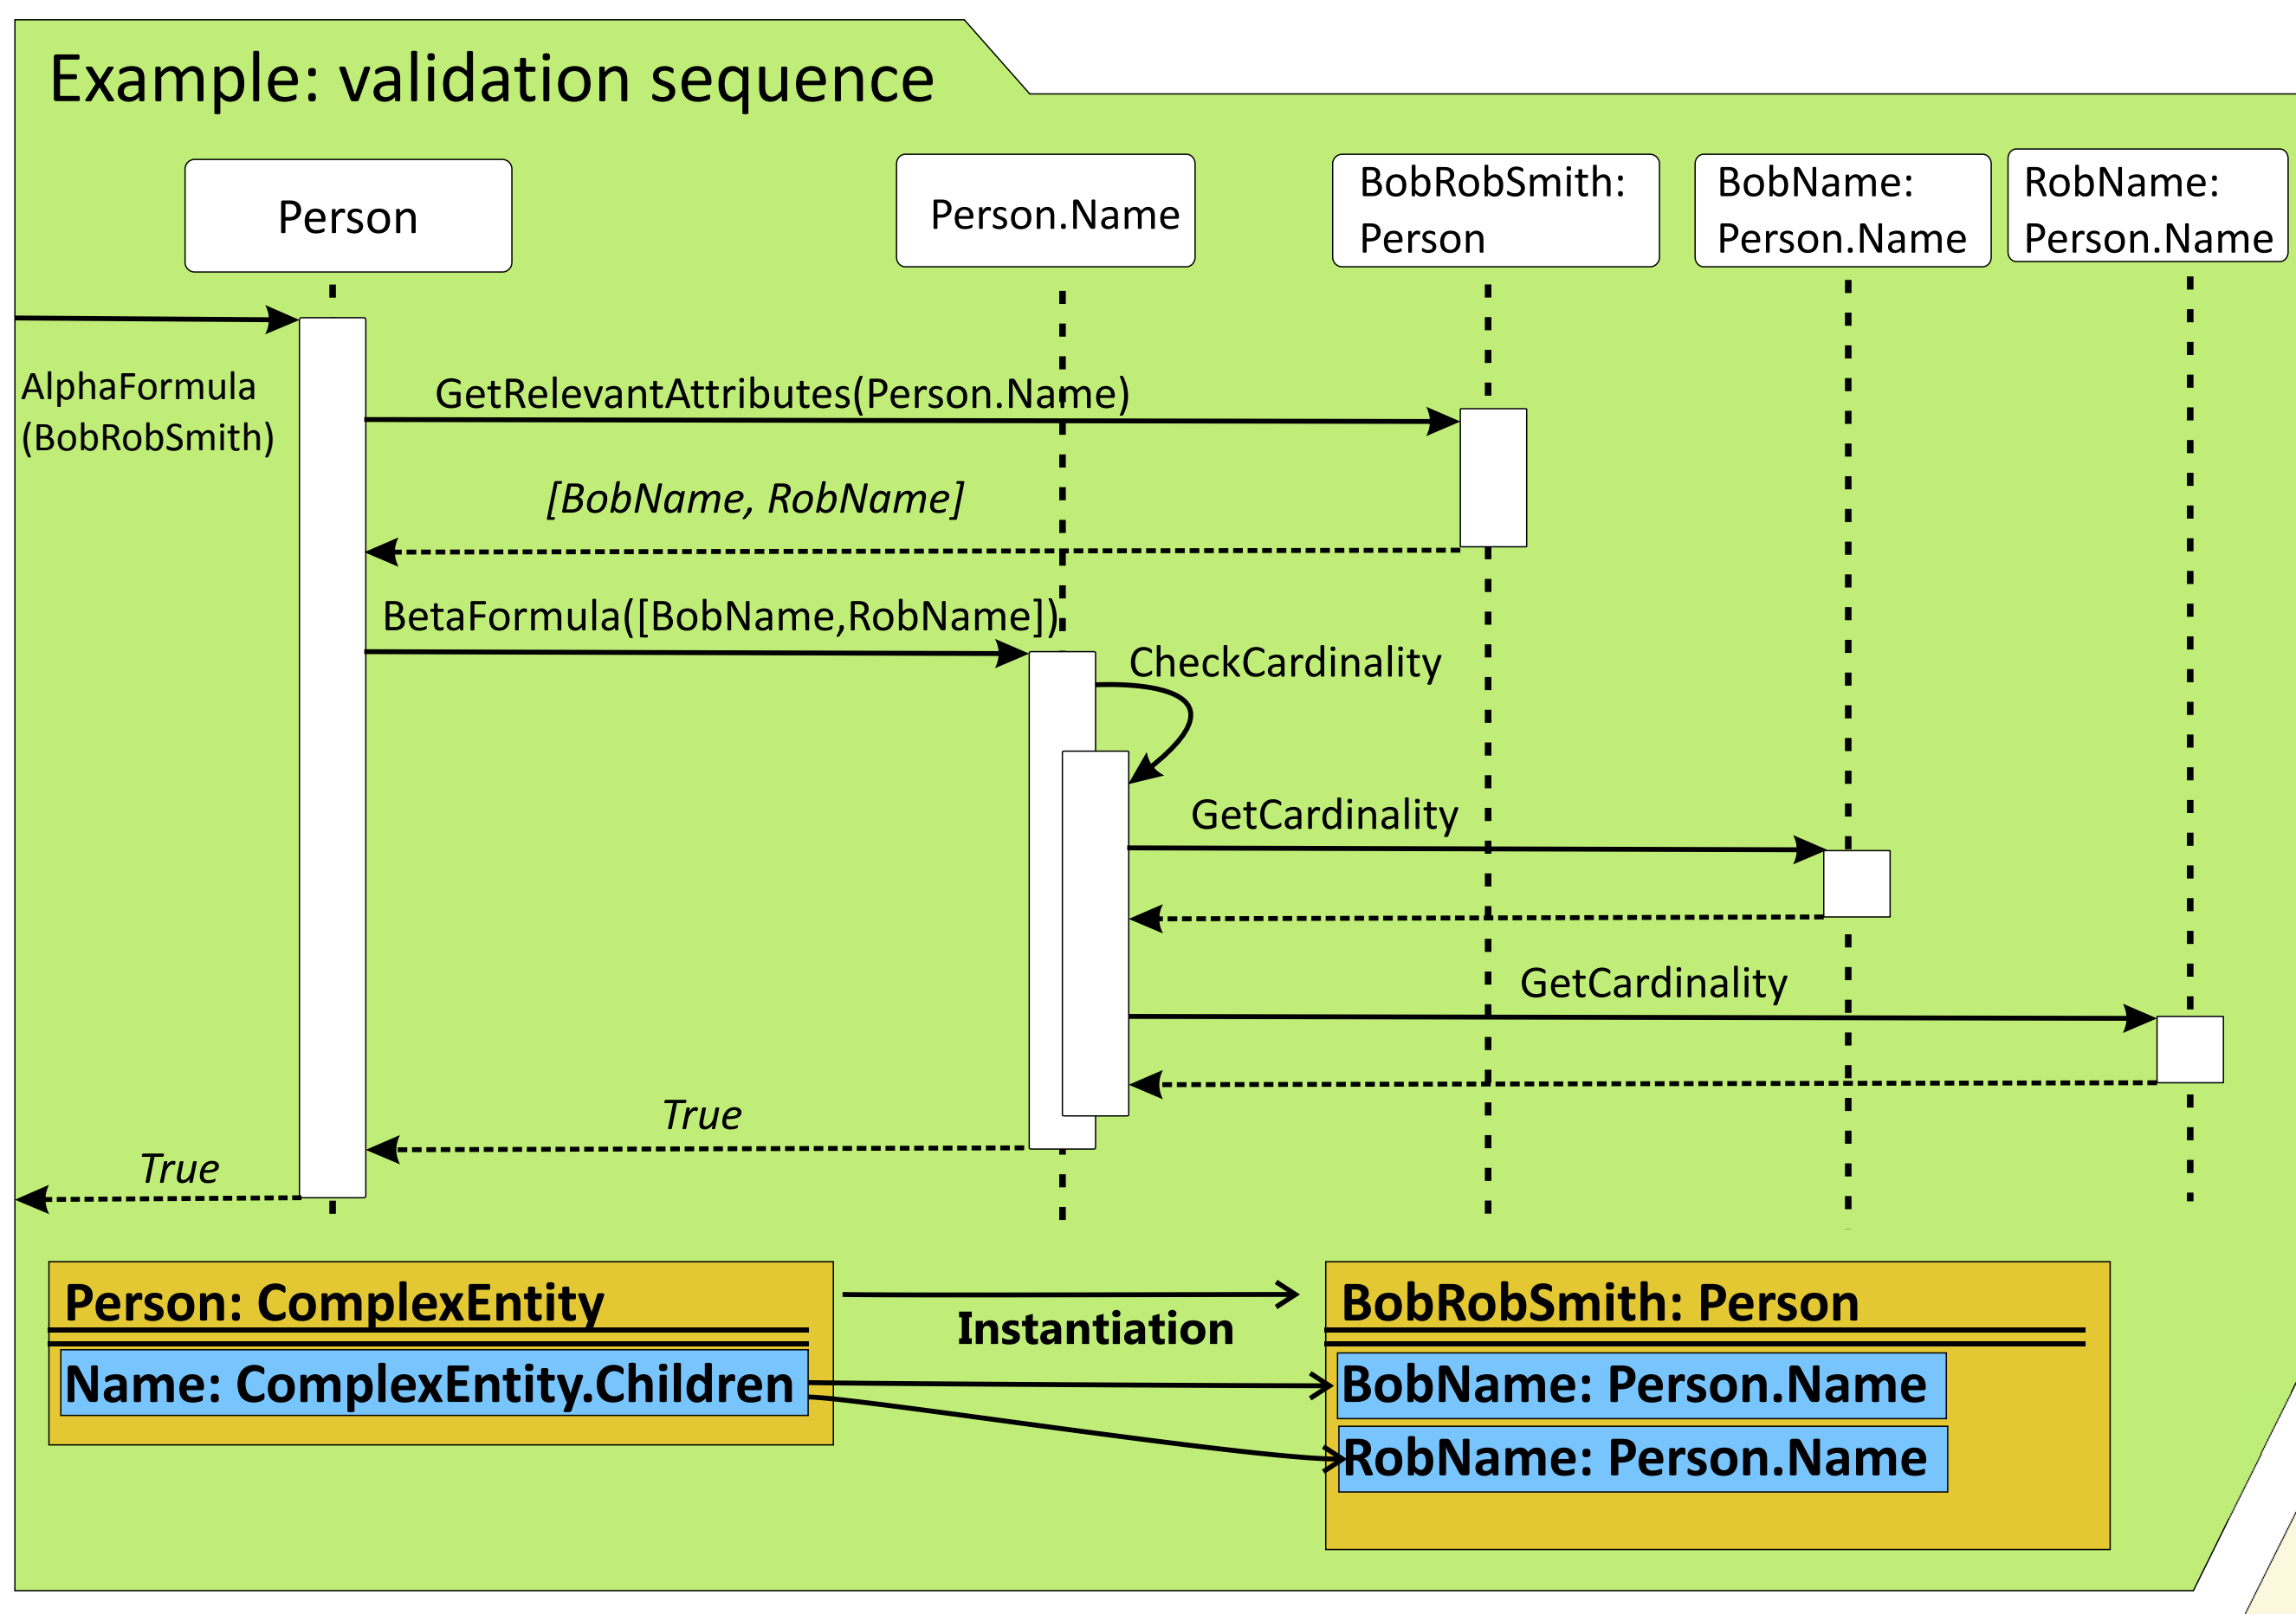 Example: validation sequence
Person
Person.Name
BobRobSmith:
Person
BobName:
Person.Name
RobName:
Person.Name
AlphaFormula
(BobRobSmith)
GetRelevantAttributes(Person.Name)
[BobName, RobName]
BetaFormula([BobName,RobName])
CheckCardinality
GetCardinality
GetCardinality
True
True
Person: ComplexEntity
Name: ComplexEntity.Children
Instantiation
BobRobSmith: Person
BobName: Person.Name
RobName: Person.Name